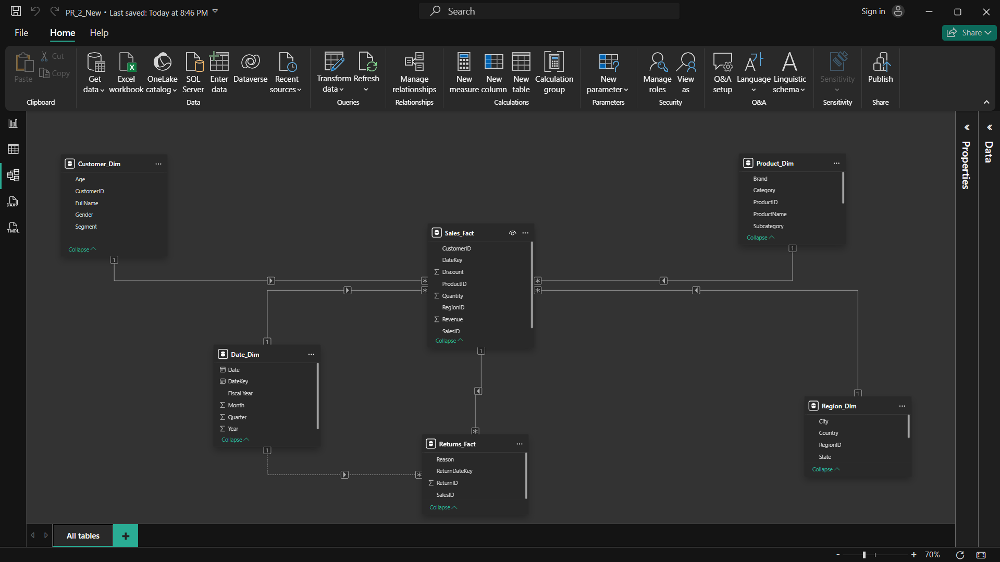 PR_2_New • Last saved: Today at 8:46 PM
Search
Sign in
File
Home
Help
Share
Paste
Cut
Copy
Clipboard
Get data
Excel workbook
OneLake catalog
SQL Server
Enter data
Dataverse
Recent sources
Data
Transform data
Refresh
Queries
Manage relationships
Relationships
New measure
New column
New table
Calculation group
Calculations
New parameter
Parameters
Manage roles
View as
Security
Q&A setup
Language
Linguistic schema
Q&A
Sensitivity
Sensitivity
Publish
Share
DAX
TMDL
Customer_Dim
Age
CustomerID
FullName
Gender
Segment
Collapse
1
Product_Dim
Brand
Category
ProductID
ProductName
Subcategory
Collapse
1
Sales_Fact
CustomerID
DateKey
Discount
ProductID
Quantity
RegionID
Revenue
SalesID
Collapse
*
*
*
*
1
1
Date_Dim
Date
DateKey
Fiscal Year
Month
Quarter
Year
Collapse
1
*
*
Returns_Fact
Reason
ReturnDateKey
ReturnID
SalesID
Collapse
1
Region_Dim
City
Country
RegionID
State
Collapse
Properties
Data
All tables
+
- + 70%